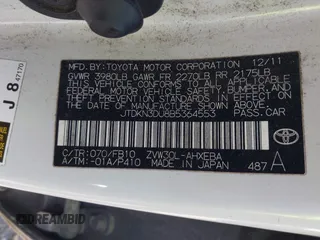 MFD. BY: TOYOTA MOTOR CORPORATION 12/11
GVWR 3980LB GAWR FR 2270LB RR 2175LB
THIS VEHICLE CONFORMS TO ALL APPLICABLE
FEDERAL MOTOR VEHICLE SAFETY, BUMPER, AND
THEFT PREVENTION STANDARDS IN EFFECT ON
THE DATE OF MANUFACTURE SHOWN ABOVE.
JTDKN3DU8B5364553 PASS.CAR
C/TR:070/FB10 ZVW30L-AHXEBA
A/TM:-01A/P410 MADE IN JAPAN 487 A
J 8 47170
DREAMBID